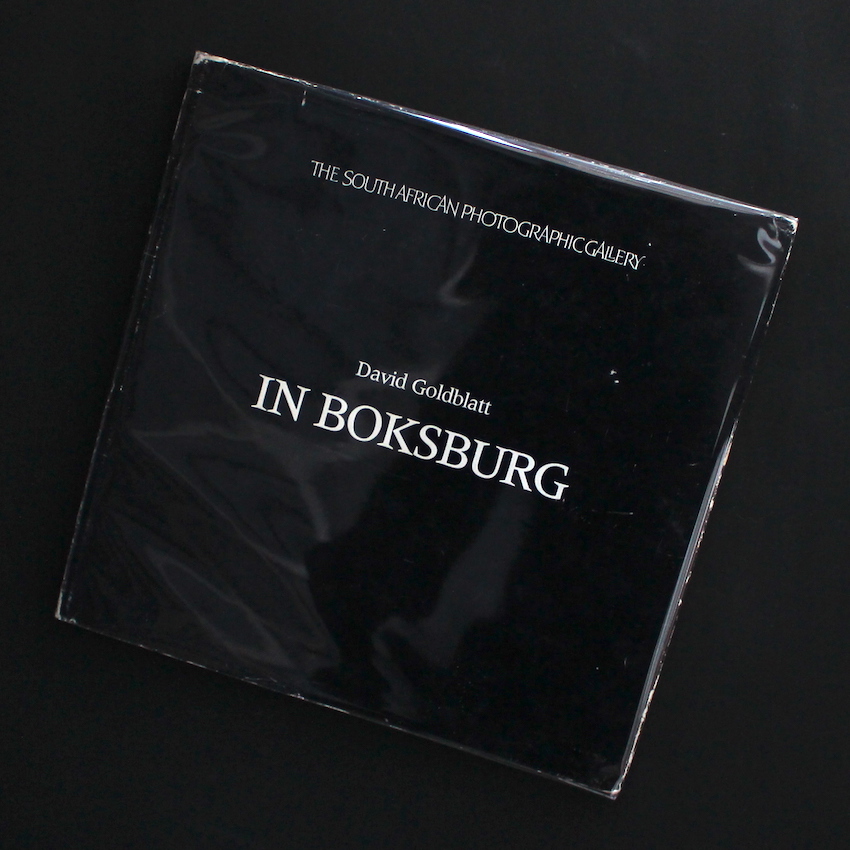 THE SOUTH AFRICAN PHOTOGRAPHIC GALLERY
David Goldblatt
IN BOKSBURG